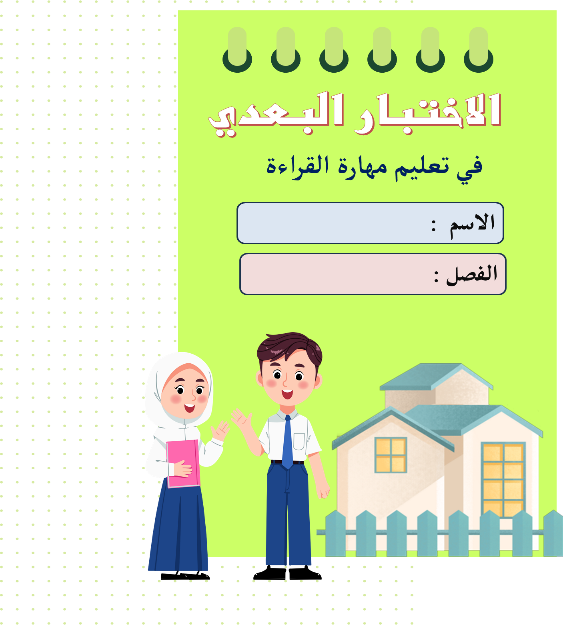 الاختبار البعدي
في تعليم مهارة القراءة
الاسم :
الفصل :